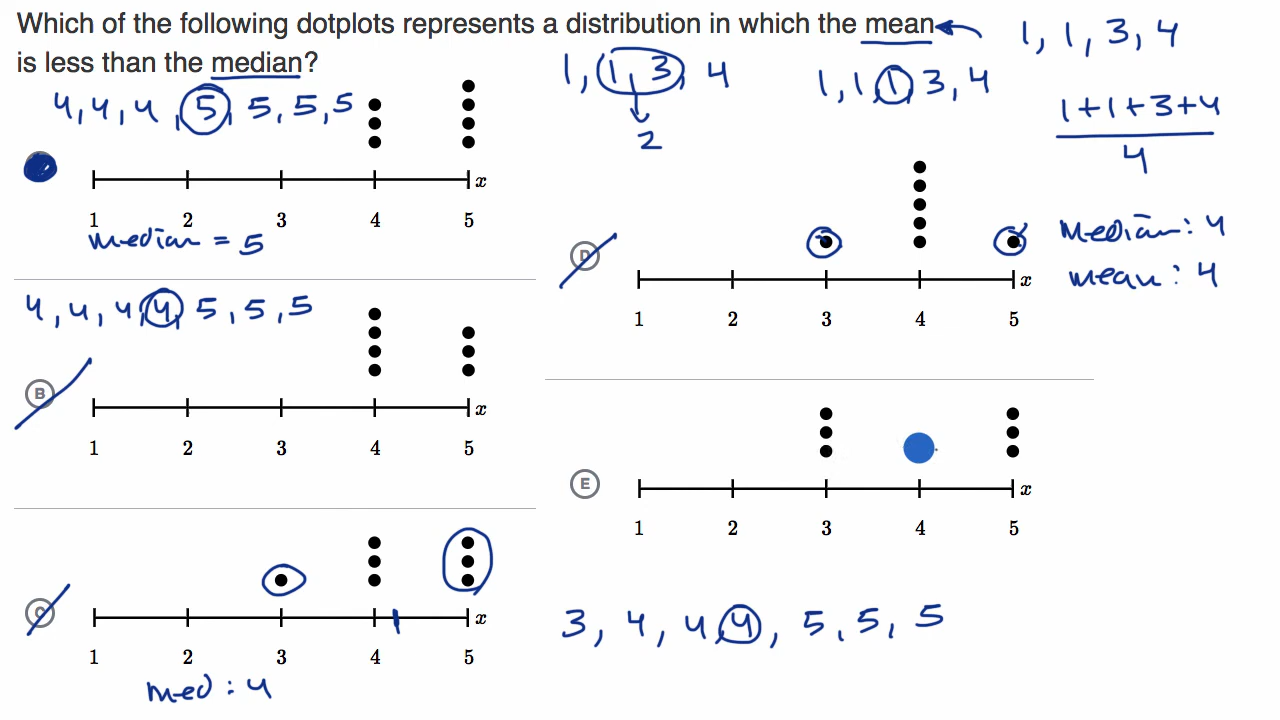 Which of the following dotplots represents a distribution in which the mean
is less than the median?
1, 1, 3, 4
1, 1, 3, 4
2
1, 1, 1, 3, 4
1+1+3+4
4
4, 4, 4, 5, 5, 5, 5
x
1 2 3 4 5
median = 5
4, 4, 4, 4, 5, 5, 5
B
x
1 2 3 4 5
C
x
1 2 3 4 5
med : 4
D
x
1 2 3 4 5
Median: 4
mean: 4
E
x
1 2 3 4 5
3, 4, 4, 4, 5, 5, 5